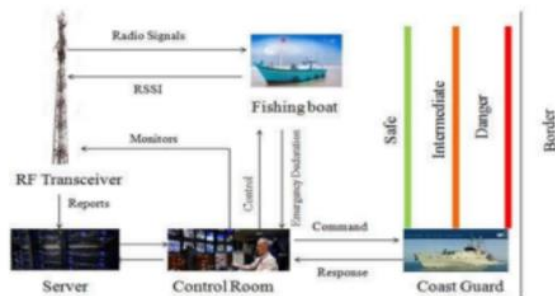 Radio Signals
RSSI
Fishing boat
Monitors
RF Transceiver
Reports
Control
Emergency Declaration
Command
Response
Server
Control Room
Coast Guard
Safe
Intermediate
Danger
Border